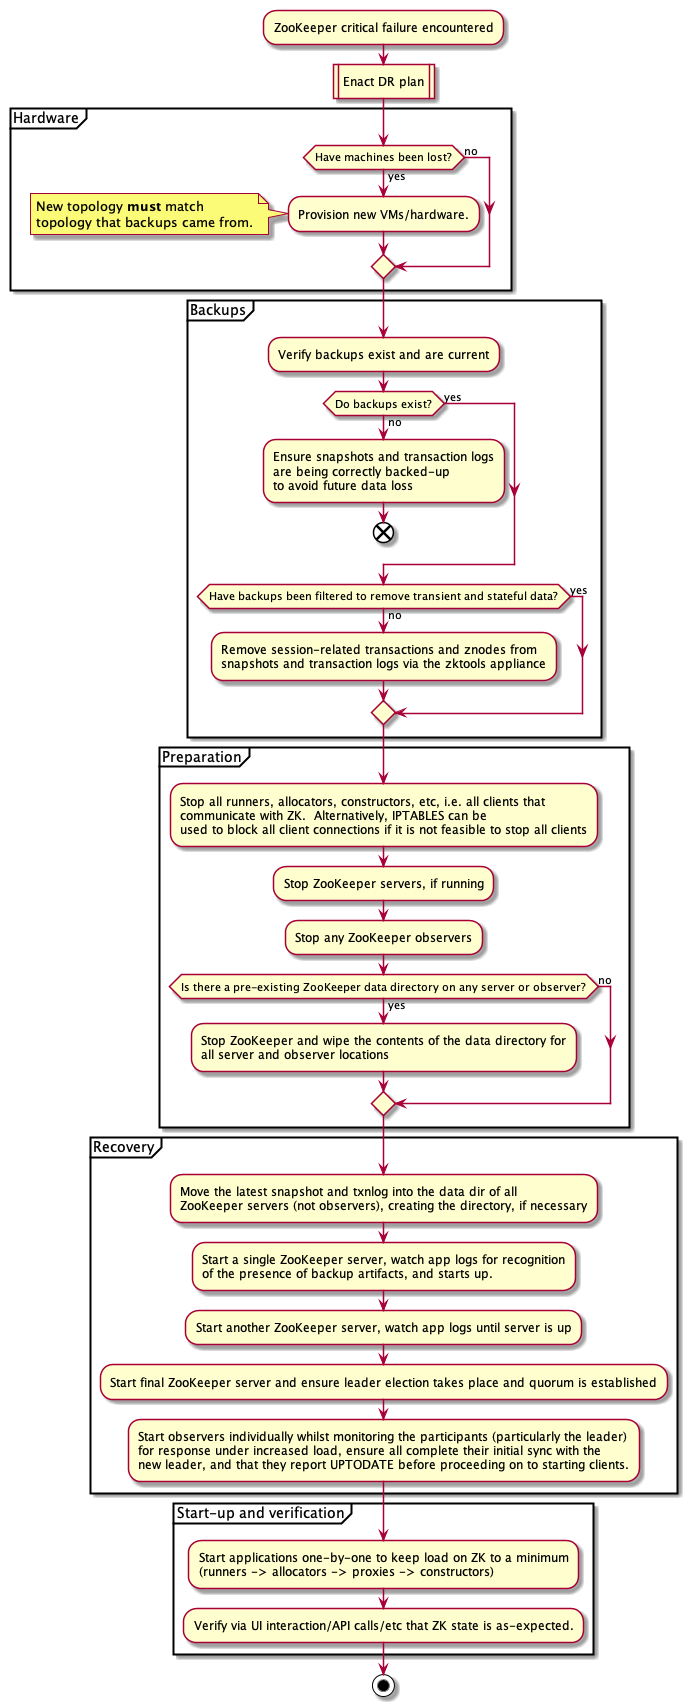 ZooKeeper critical failure encountered
Enact DR plan
Hardware
Have machines been lost?
no
yes
New topology must match
topology that backups came from.
Provision new VMs/hardware.
Backups
Verify backups exist and are current
Do backups exist?
yes
no
Ensure snapshots and transaction logs
are being correctly backed-up
to avoid future data loss
Have backups been filtered to remove transient and stateful data?
yes
no
Remove session-related transactions and znodes from
snapshots and transaction logs via the zktools appliance
Preparation
Stop all runners, allocators, constructors, etc, i.e. all clients that
communicate with ZK.  Alternatively, IPTABLES can be
used to block all client connections if it is not feasible to stop all clients
Stop ZooKeeper servers, if running
Stop any ZooKeeper observers
Is there a pre-existing ZooKeeper data directory on any server or observer?
no
yes
Stop ZooKeeper and wipe the contents of the data directory for
all server and observer locations
Recovery
Move the latest snapshot and txnlog into the data dir of all
ZooKeeper servers (not observers), creating the directory, if necessary
Start a single ZooKeeper server, watch app logs for recognition
of the presence of backup artifacts, and starts up.
Start another ZooKeeper server, watch app logs until server is up
Start final ZooKeeper server and ensure leader election takes place and quorum is established
Start observers individually whilst monitoring the participants (particularly the leader)
for response under increased load, ensure all complete their initial sync with the
new leader, and that they report UPTODATE before proceeding on to starting clients.
Start-up and verification
Start applications one-by-one to keep load on ZK to a minimum
(runners -> allocators -> proxies -> constructors)
Verify via UI interaction/API calls/etc that ZK state is as-expected.